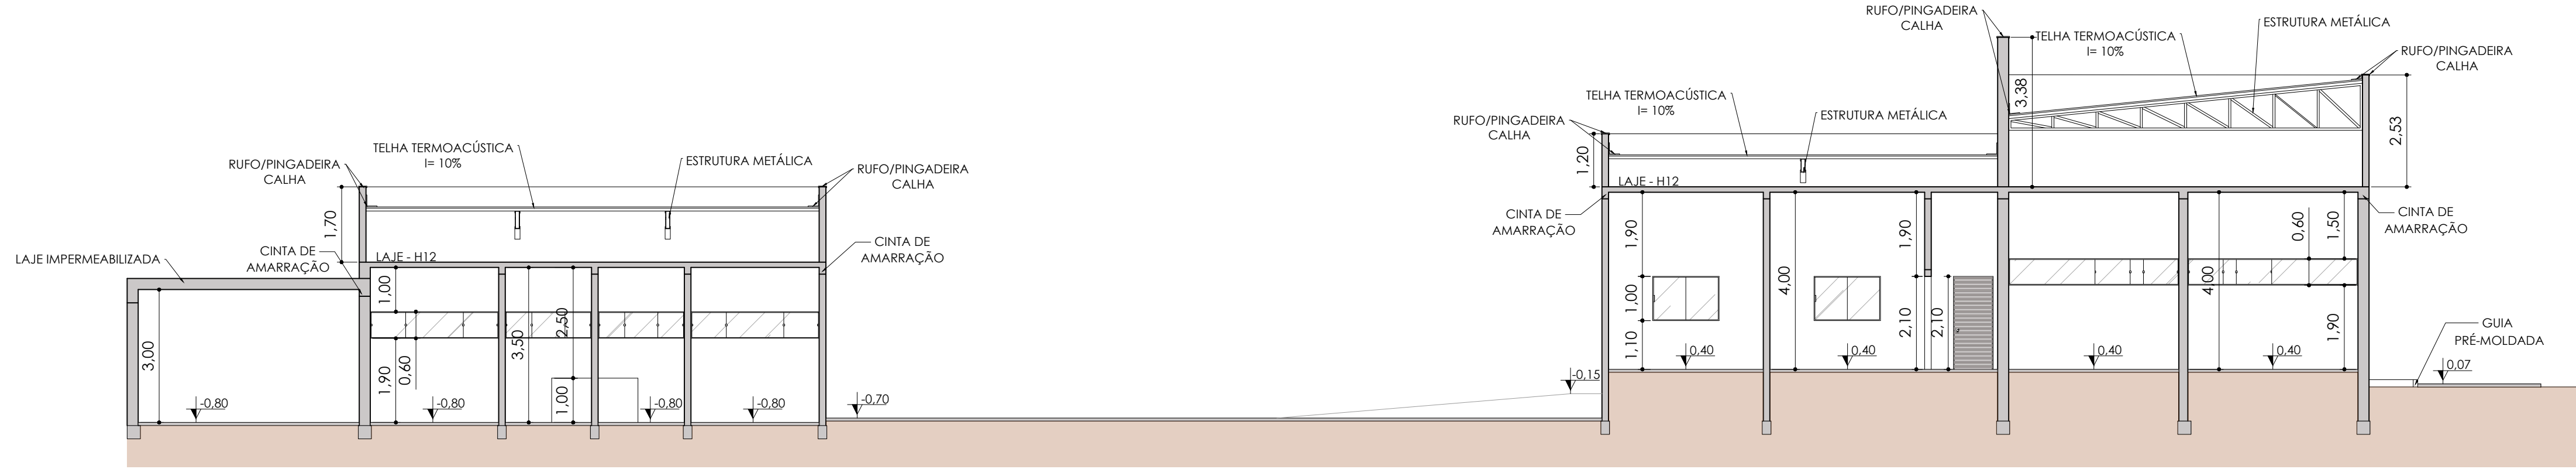 RUFO/PINGADEIRA
CALHA
TELHA TERMOACÚSTICA
I= 10%
ESTRUTURA METÁLICA
RUFO/PINGADEIRA
CALHA
1,70
LAJE IMPERMEABILIZADA
CINTA DE
AMARRAÇÃO
LAJE - H12
CINTA DE
AMARRAÇÃO
3,00
1,00
1,90
0,60
3,50
2,50
1,00
-0,80
-0,80
-0,80
-0,80
-0,70
RUFO/PINGADEIRA
CALHA
TELHA TERMOACÚSTICA
I= 10%
ESTRUTURA METÁLICA
RUFO/PINGADEIRA
CALHA
3,38
2,53
TELHA TERMOACÚSTICA
I= 10%
ESTRUTURA METÁLICA
RUFO/PINGADEIRA
CALHA
1,20
LAJE - H12
CINTA DE
AMARRAÇÃO
CINTA DE
AMARRAÇÃO
1,90
1,00
1,10
4,00
1,90
2,10
2,10
4,00
0,60
1,50
1,90
-0,15
0,40
0,40
0,40
0,40
GUIA
PRÉ-MOLDADA
0,07